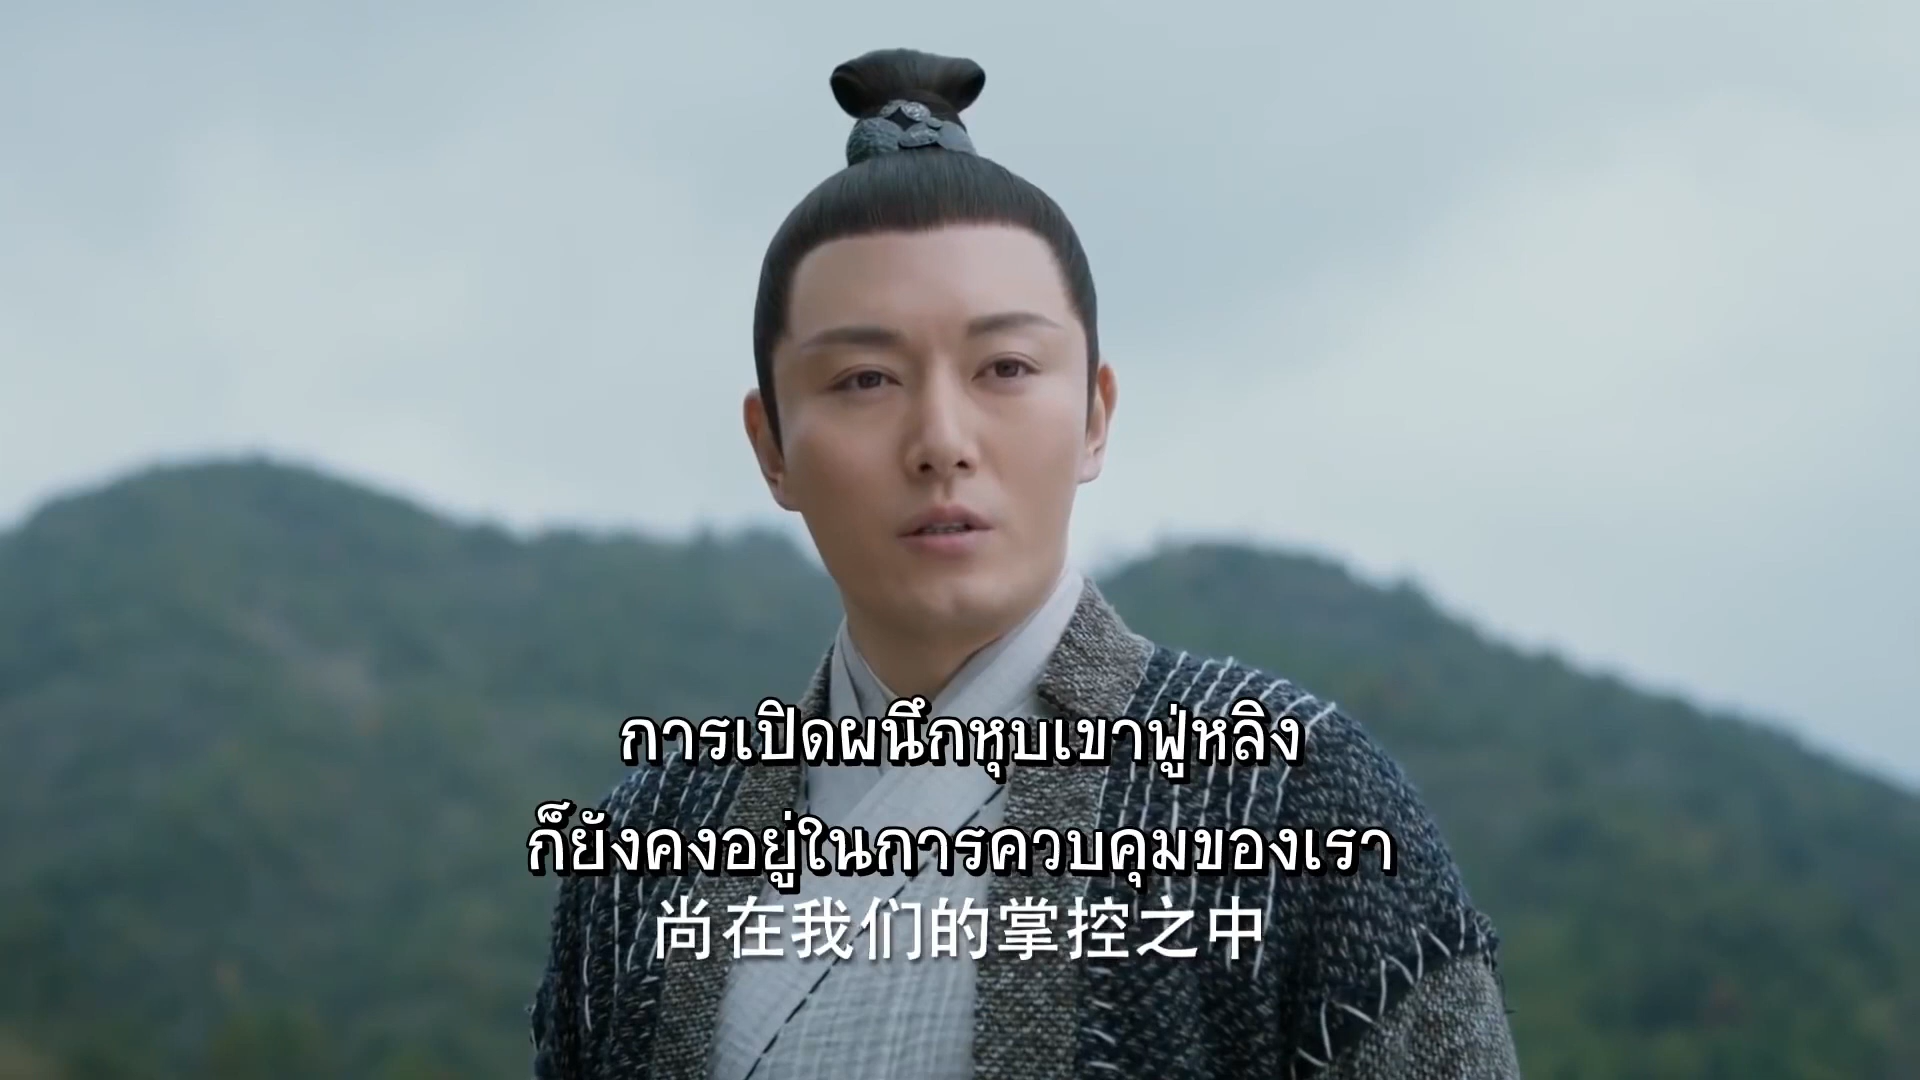 การเปิดผนึกหุบเขาฟู่หลิง
ก็ยังคงอยู่ในการควบคุมของเรา
尚在我们的掌控之中